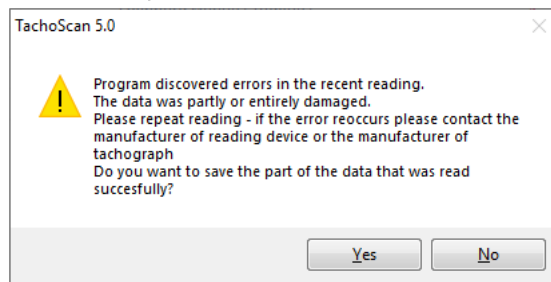 TachoScan 5.0
Program discovered errors in the recent reading.
The data was partly or entirely damaged.
Please repeat reading - if the error reoccurs please contact the
manufacturer of reading device or the manufacturer of
tachograph
Do you want to save the part of the data that was read
succesfully?
Yes No